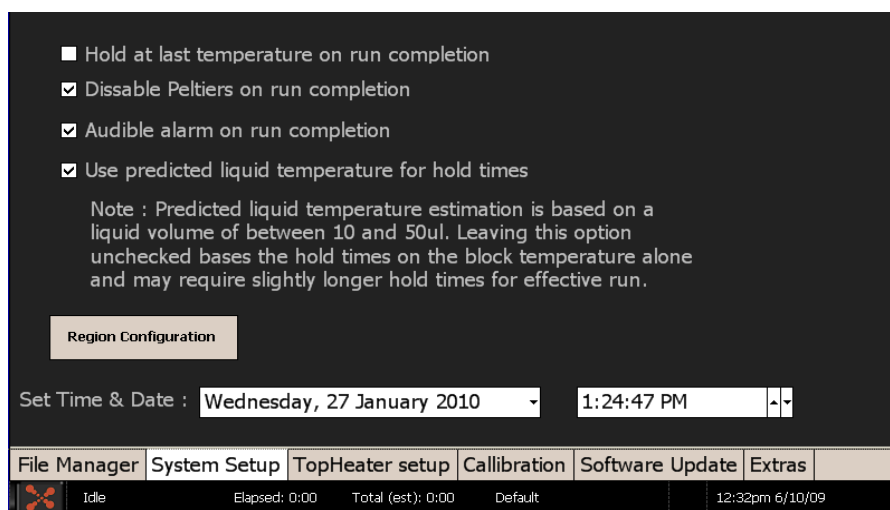 Hold at last temperature on run completion
Dissable Peltiers on run completion
Audible alarm on run completion
Use predicted liquid temperature for hold times
Note : Predicted liquid temperature estimation is based on a
liquid volume of between 10 and 50ul. Leaving this option
unchecked bases the hold times on the block temperature alone
and may require slightly longer hold times for effective run.
Region Configuration
Set Time & Date : Wednesday, 27 January 2010 1:24:47 PM
File Manager System Setup TopHeater setup Callibration Software Update Extras
Idle Elapsed: 0:00 Total (est): 0:00 Default 12:32pm 6/10/09